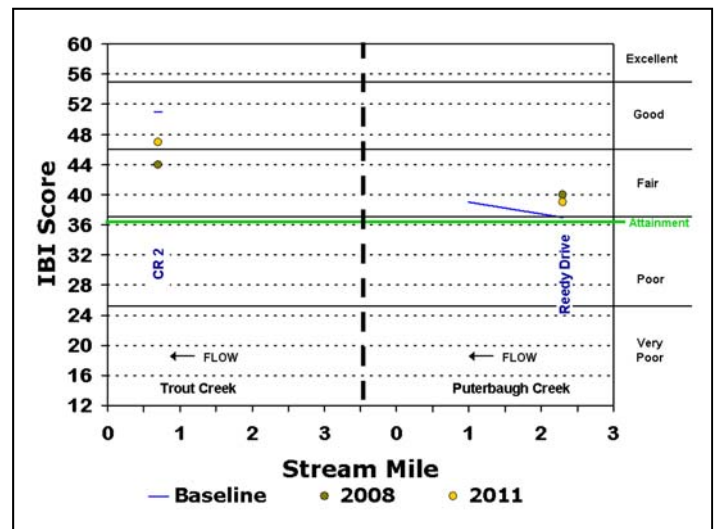 60
56
52
48
44
40
36
32
28
24
20
16
12
IBI Score
Excellent
Good
Fair
Attainment
Poor
Very
Poor
CR 2
Reedy Drive
← FLOW
← FLOW
Trout Creek
Puterbaugh Creek
0 1 2 3 0 1 2 3
Stream Mile
Baseline 2008 2011